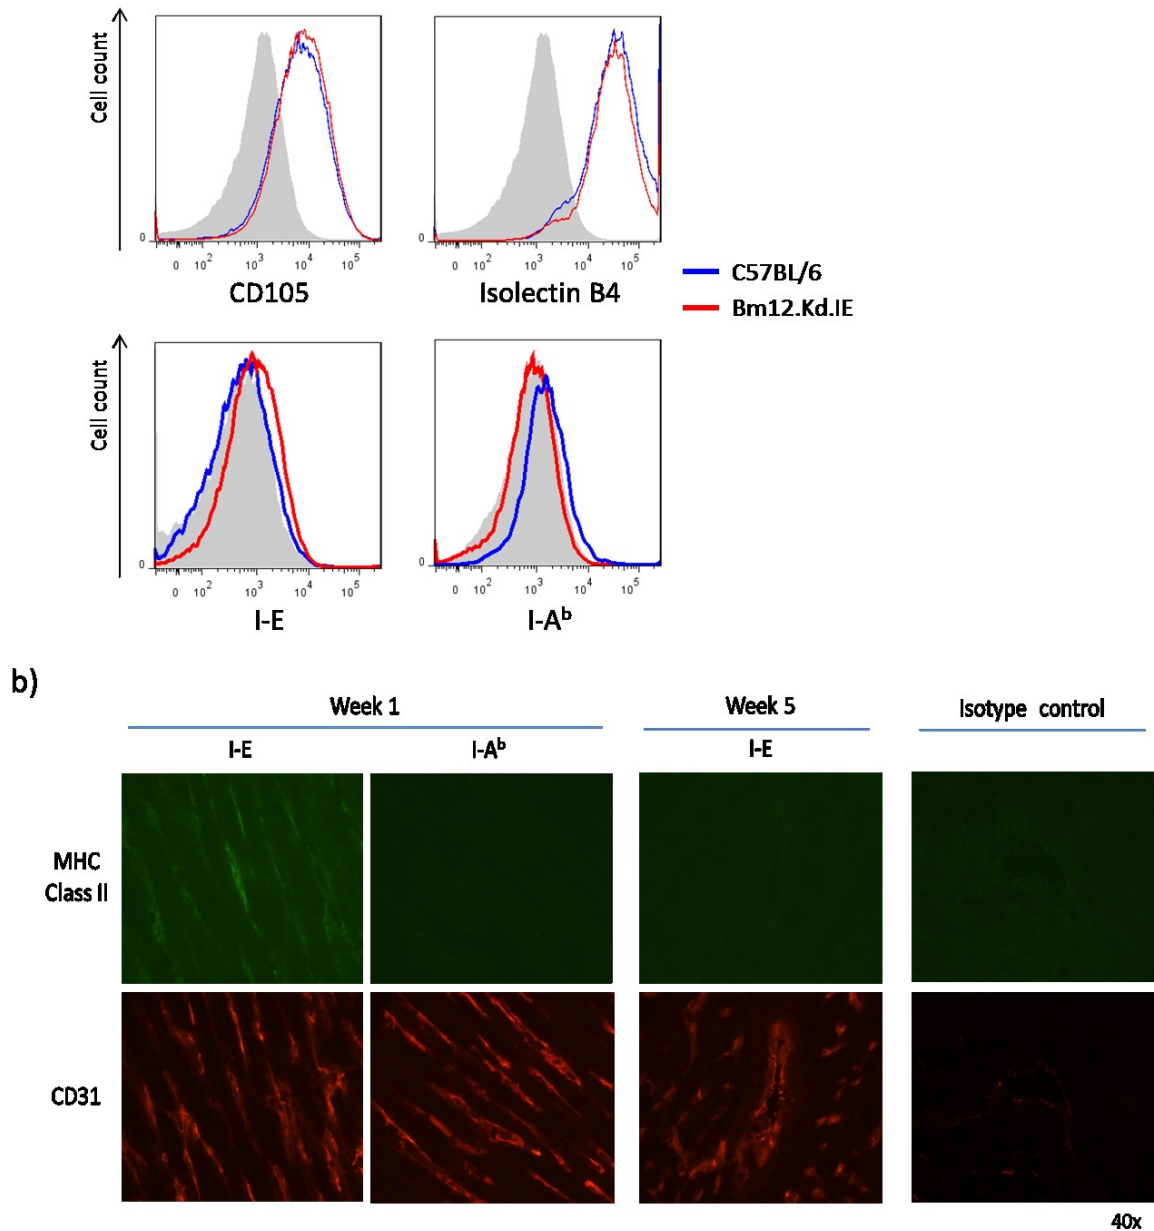 Cell count
0
0 10² 10³ 10⁴ 10⁵
CD105
0
0 10² 10³ 10⁴ 10⁵
Isolectin B4
C57BL/6
Bm12.Kd.IE
Cell count
0
0 10² 10³ 10⁴ 10⁵
I-E
0
0 10² 10³ 10⁴ 10⁵
I-Aᵇ
b)
Week 1 Week 5 Isotype control
I-E I-Aᵇ I-E
MHC
Class II
CD31
40x